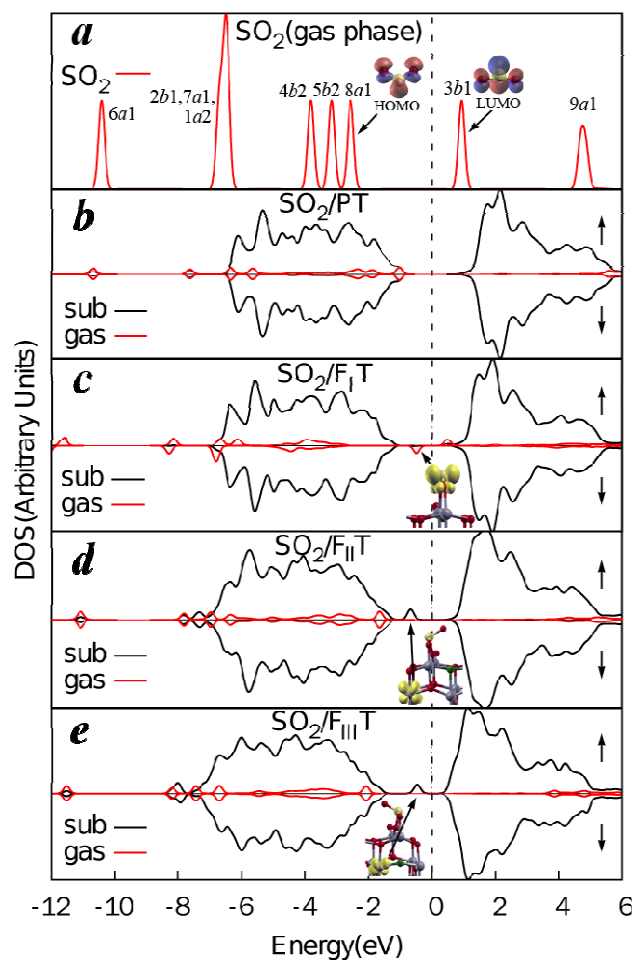 a SO2(gas phase)
SO2
6a1
2b1,7a1,
1a2
4b2 5b2 8a1
HOMO
3b1
LUMO
9a1
b SO2/PT
sub
gas
c SO2/FIT
sub
gas
d SO2/FIIT
sub
gas
e SO2/FIIIT
sub
gas
DOS(Arbitrary Units)
-12 -10 -8 -6 -4 -2 0 2 4 6
Energy(eV)